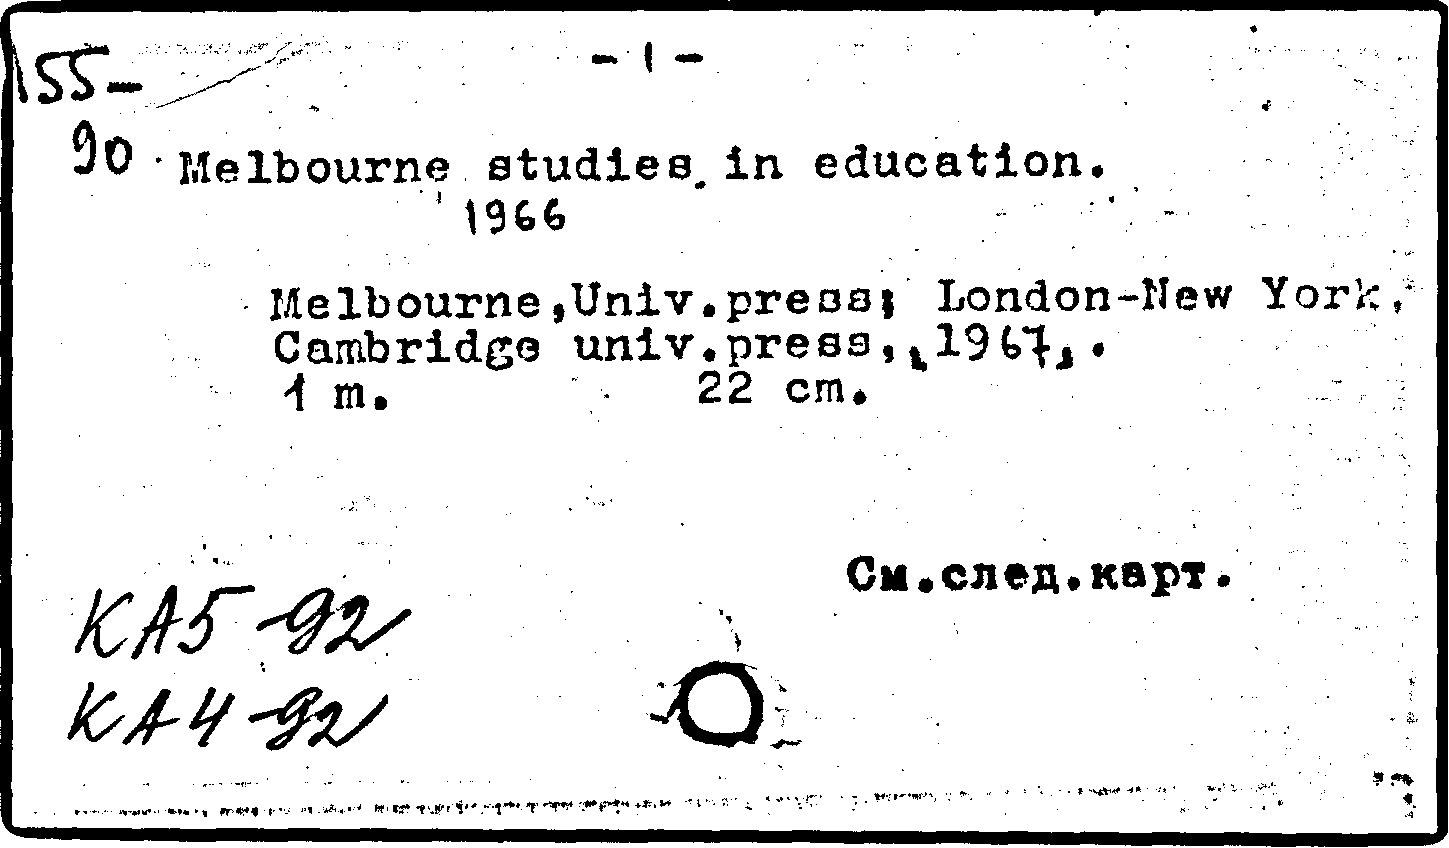 - 1 -
155-
90
Melbourne studies in education.
1966
Melbourne,Univ.press; London-New York,
Cambridge univ.press, 1967.
1 m. 22 cm.
См.след.карт.
КА5-92
КА4-92